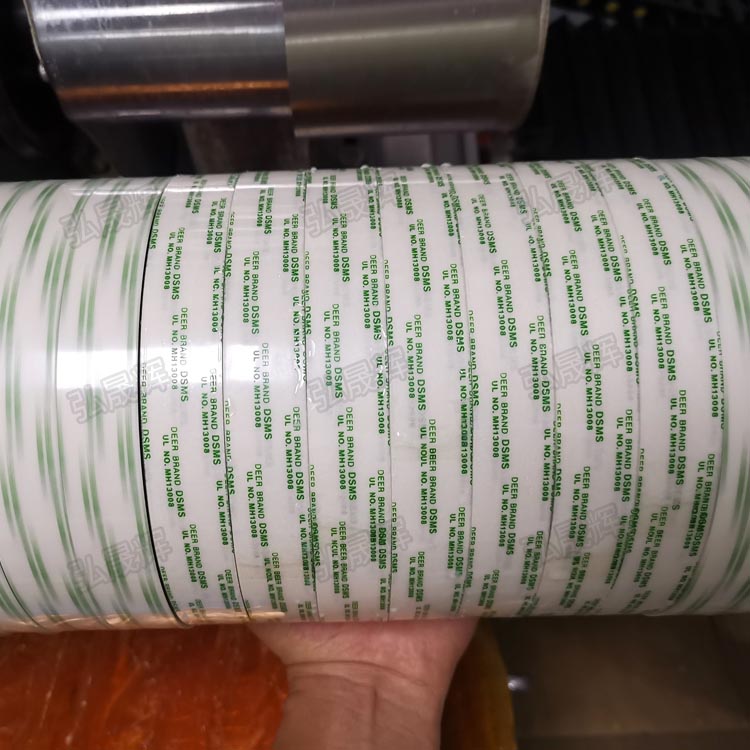 DEER BRAND DSMS
UL NO. MH13008
弘晟辉